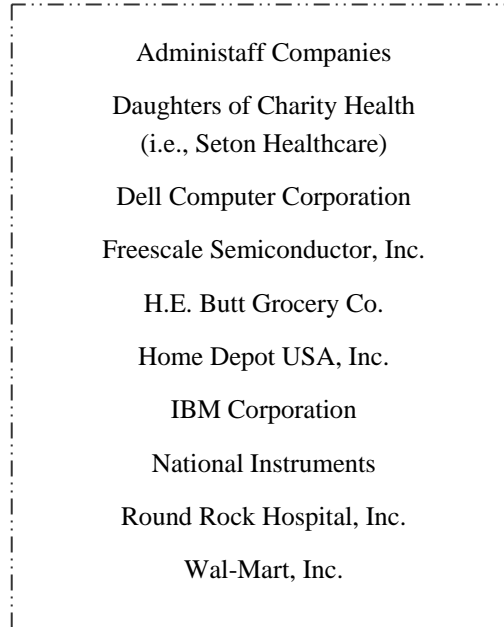 Administaff Companies
Daughters of Charity Health
(i.e., Seton Healthcare)
Dell Computer Corporation
Freescale Semiconductor, Inc.
H.E. Butt Grocery Co.
Home Depot USA, Inc.
IBM Corporation
National Instruments
Round Rock Hospital, Inc.
Wal-Mart, Inc.